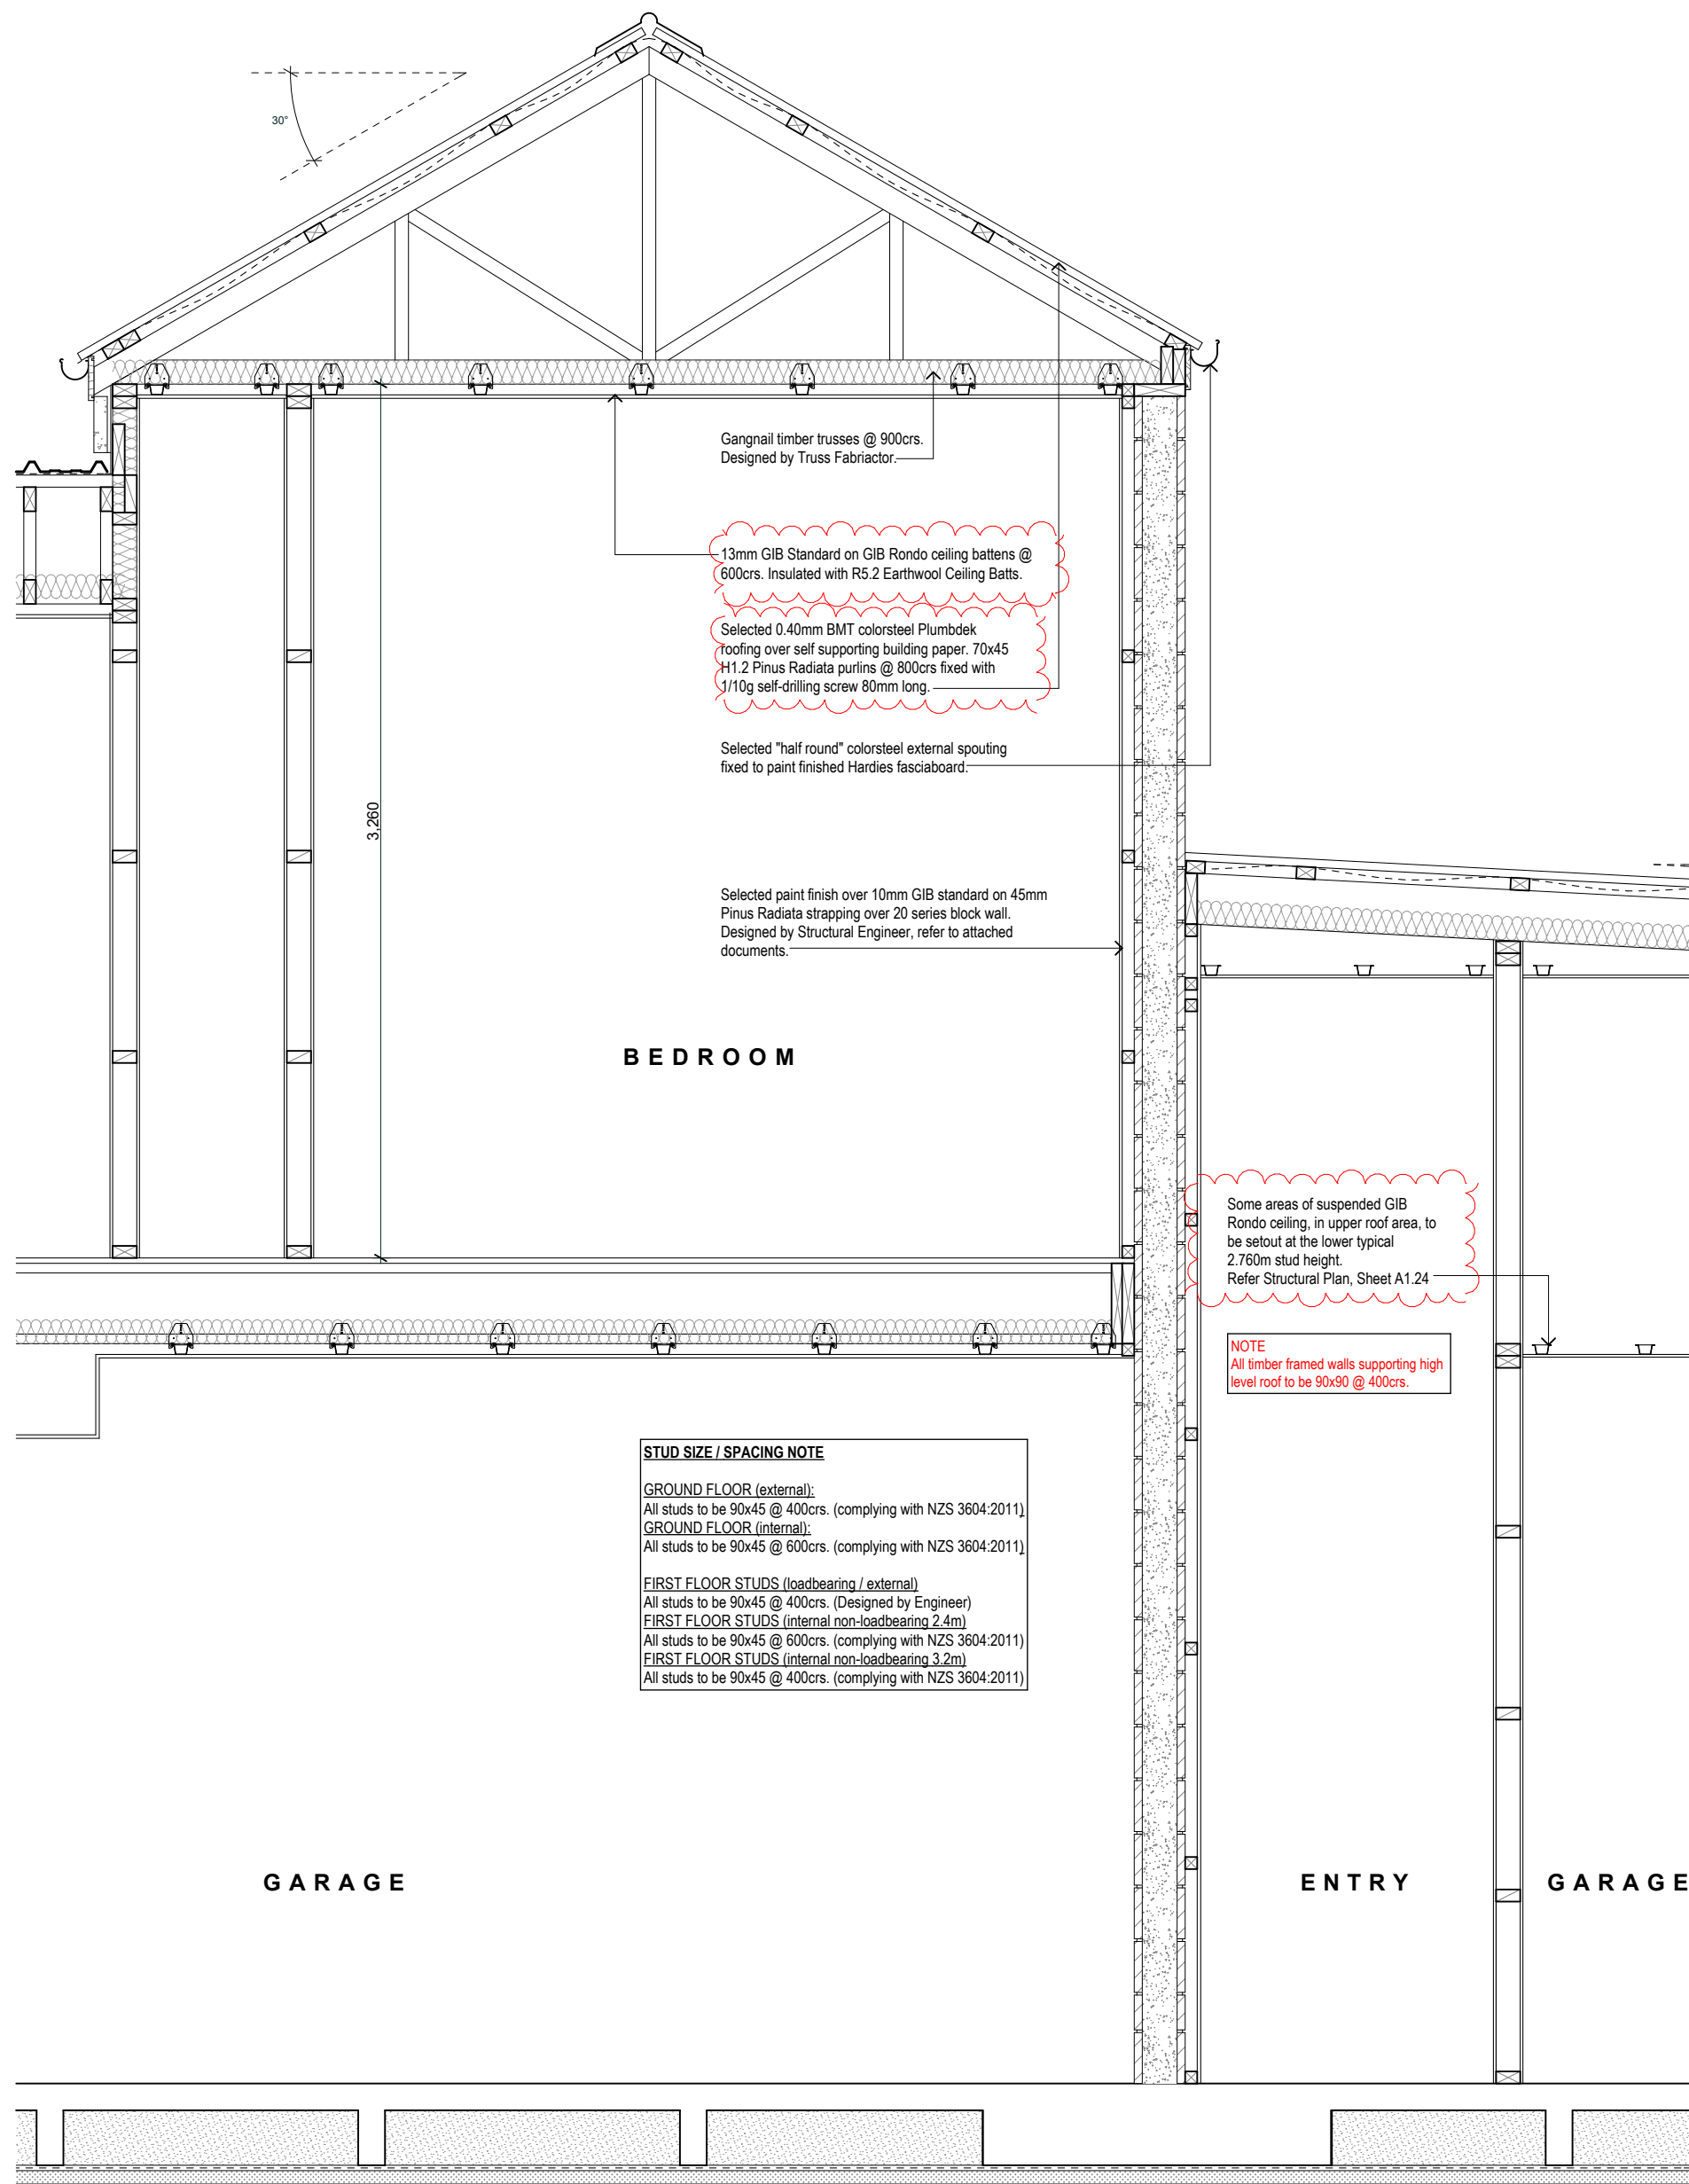 30°
Gangnail timber trusses @ 900crs.
Designed by Truss Fabriactor.
13mm GIB Standard on GIB Rondo ceiling battens @
600crs. Insulated with R5.2 Earthwool Ceiling Batts.
Selected 0.40mm BMT colorsteel Plumbdek
roofing over self supporting building paper. 70x45
H1.2 Pinus Radiata purlins @ 800crs fixed with
1/10g self-drilling screw 80mm long.
Selected "half round" colorsteel external spouting
fixed to paint finished Hardies fasciaboard.
3,260
Selected paint finish over 10mm GIB standard on 45mm
Pinus Radiata strapping over 20 series block wall.
Designed by Structural Engineer, refer to attached
documents.
BEDROOM
Some areas of suspended GIB
Rondo ceiling, in upper roof area, to
be setout at the lower typical
2.760m stud height.
Refer Structural Plan, Sheet A1.24
NOTE
All timber framed walls supporting high
level roof to be 90x90 @ 400crs.
STUD SIZE / SPACING NOTE
GROUND FLOOR (external):
All studs to be 90x45 @ 400crs. (complying with NZS 3604:2011)
GROUND FLOOR (internal):
All studs to be 90x45 @ 600crs. (complying with NZS 3604:2011)
FIRST FLOOR STUDS (loadbearing / external)
All studs to be 90x45 @ 400crs. (Designed by Engineer)
FIRST FLOOR STUDS (internal non-loadbearing 2.4m)
All studs to be 90x45 @ 600crs. (complying with NZS 3604:2011)
FIRST FLOOR STUDS (internal non-loadbearing 3.2m)
All studs to be 90x45 @ 400crs. (complying with NZS 3604:2011)
GARAGE
ENTRY
GARAGE